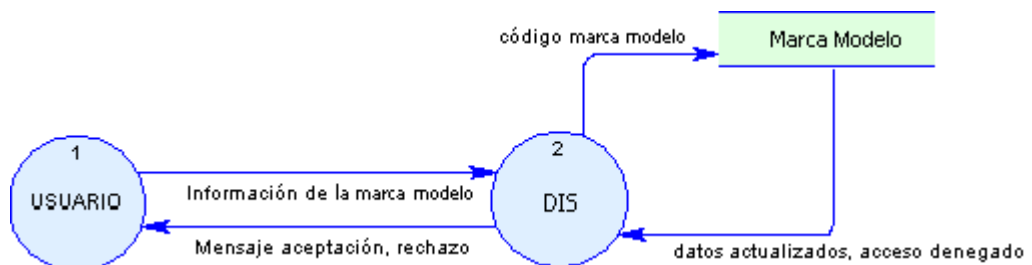 código marca modelo
Marca Modelo
1
USUARIO
Información de la marca modelo
2
DIS
Mensaje aceptación, rechazo
datos actualizados, acceso denegado